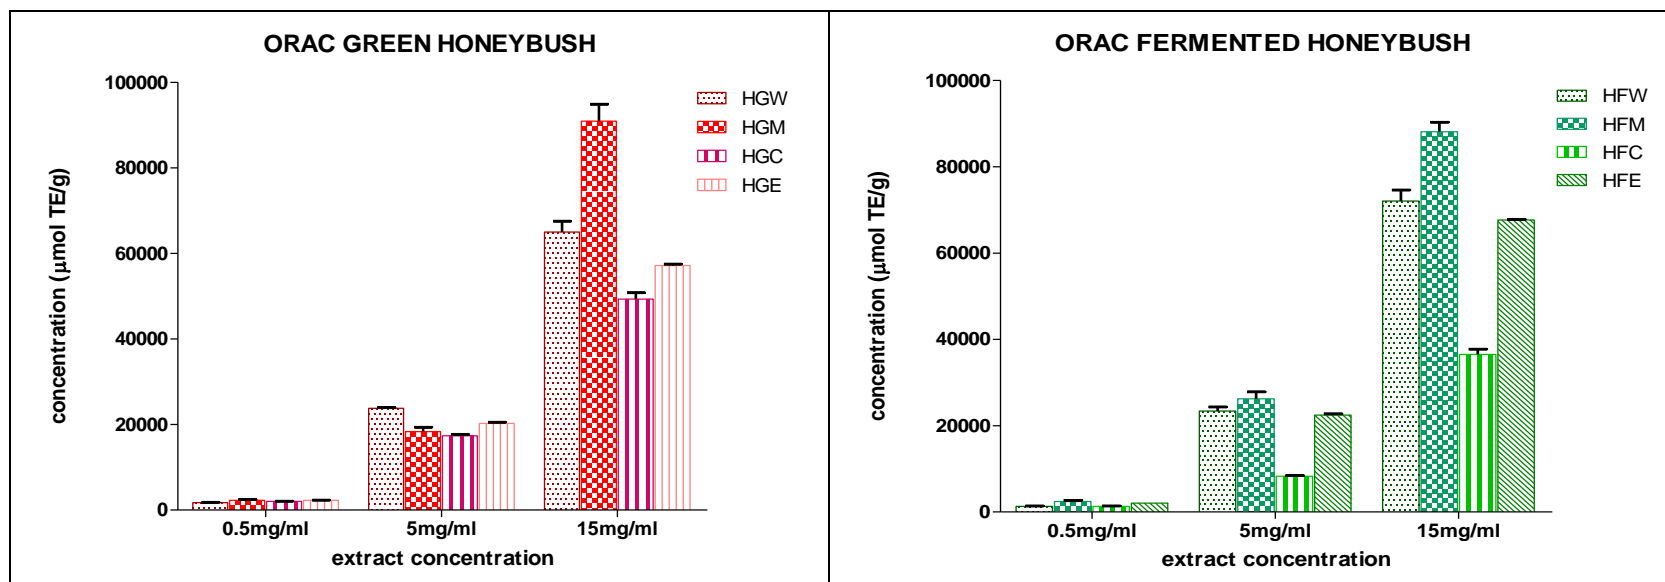 ORAC GREEN HONEYBUSH
concentration (μmol TE/g)
100000
80000
60000
40000
20000
0
HGW
HGM
HGC
HGE
0.5mg/ml 5mg/ml 15mg/ml
extract concentration
ORAC FERMENTED HONEYBUSH
concentration (μmol TE/g)
100000
80000
60000
40000
20000
0
HFW
HFM
HFC
HFE
0.5mg/ml 5mg/ml 15mg/ml
extract concentration